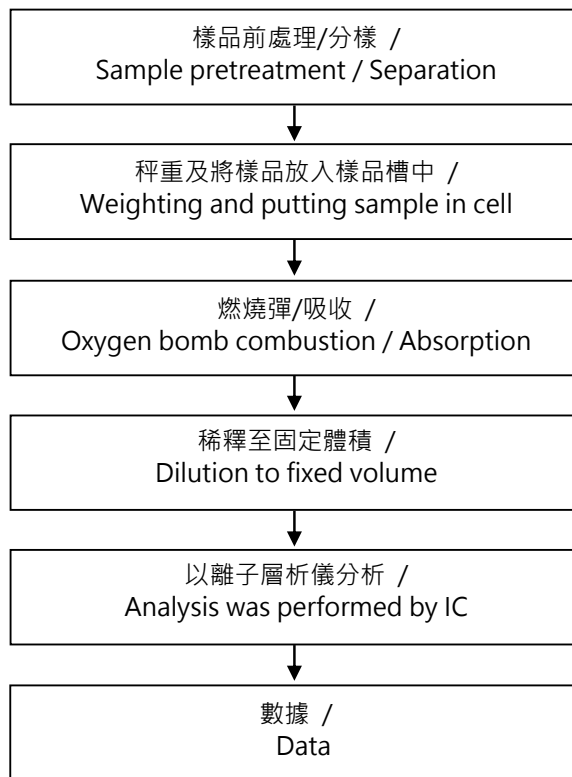 樣品前處理/分樣 /
Sample pretreatment / Separation
秤重及將樣品放入樣品槽中 /
Weighting and putting sample in cell
燃燒彈/吸收 /
Oxygen bomb combustion / Absorption
稀釋至固定體積 /
Dilution to fixed volume
以離子層析儀分析 /
Analysis was performed by IC
數據 /
Data